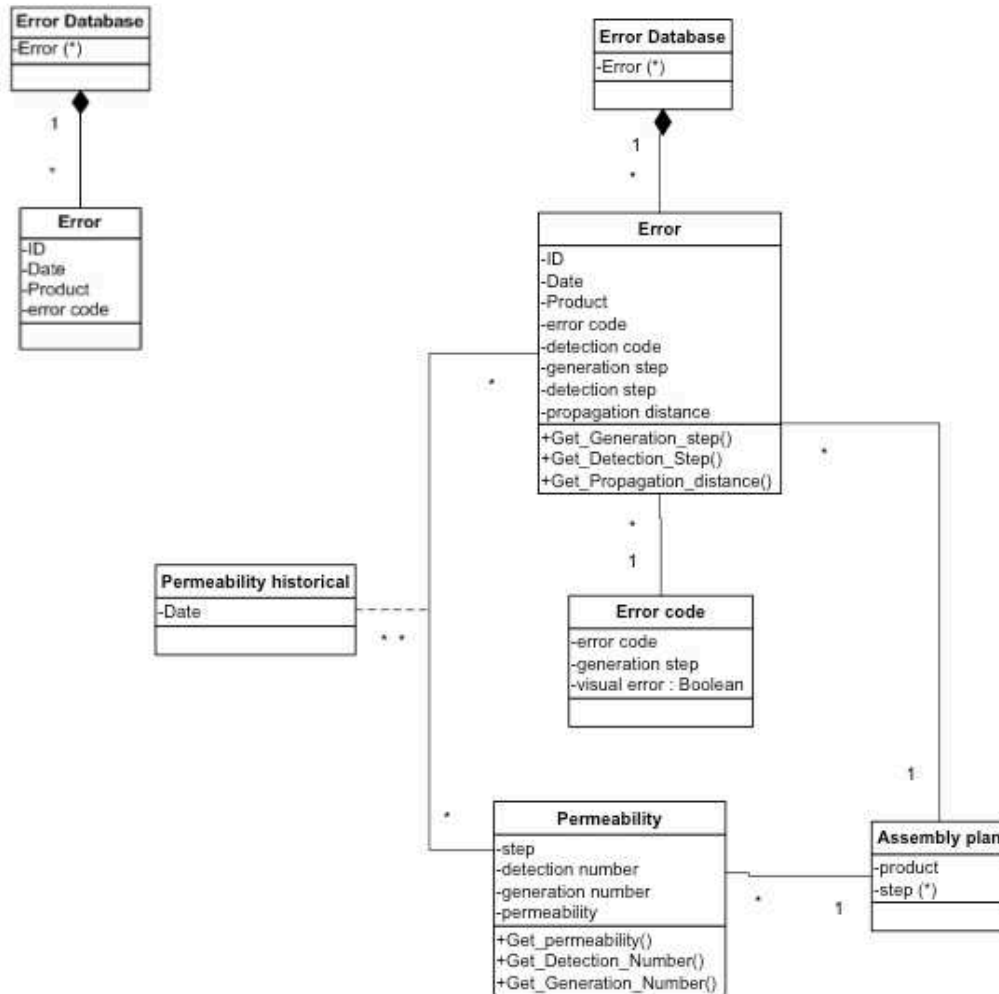 Error Database
-Error (*)
1
*
Error
-ID
-Date
-Product
-error code
Error Database
-Error (*)
1
*
Error
-ID
-Date
-Product
-error code
-detection code
-generation step
-detection step
-propagation distance
+Get_Generation_step()
+Get_Detection_Step()
+Get_Propagation_distance()
*
*
*
1
Permeability historical
-Date
* *
Error code
-error code
-generation step
-visual error : Boolean
1
*
Permeability
-step
-detection number
-generation number
-permeability
+Get_permeability()
+Get_Detection_Number()
+Get_Generation_Number()
*
1
Assembly plan
-product
-step (*)